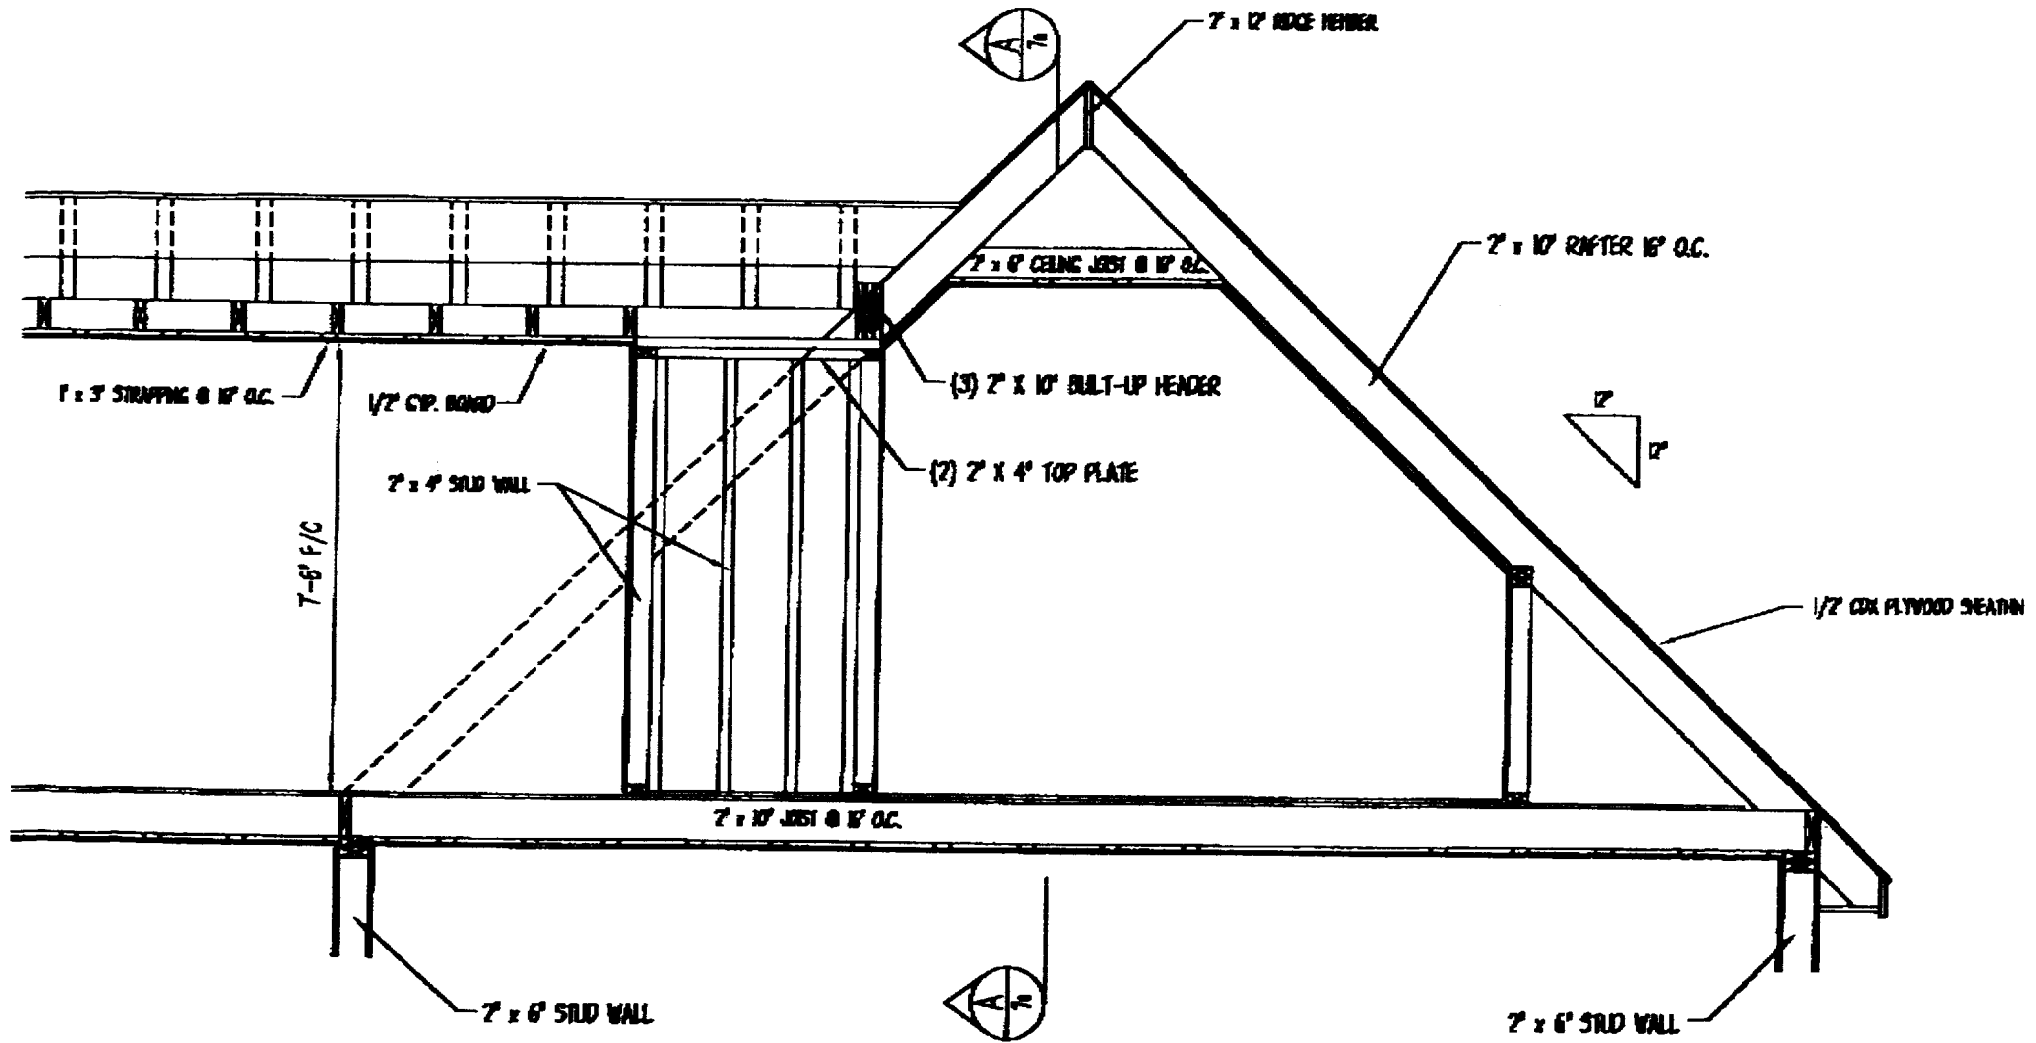 A
7a
2" x 12" RIDGE MEMBER
2" x 10" RAFTER 16" O.C.
2" x 6" CEILING JOIST @ 16" O.C.
1" x 3" STRAPPING @ 16" O.C.
1/2" GYP. BOARD
(3) 2" X 10" BUILT-UP HEADER
12"
12"
(2) 2" X 4" TOP PLATE
2" x 4" STUD WALL
7'-6" F/C
1/2" CDX PLYWOOD SHEATHIN
2" x 10" JOIST @ 16" O.C.
A
7a
2" x 6" STUD WALL
2" x 6" STUD WALL